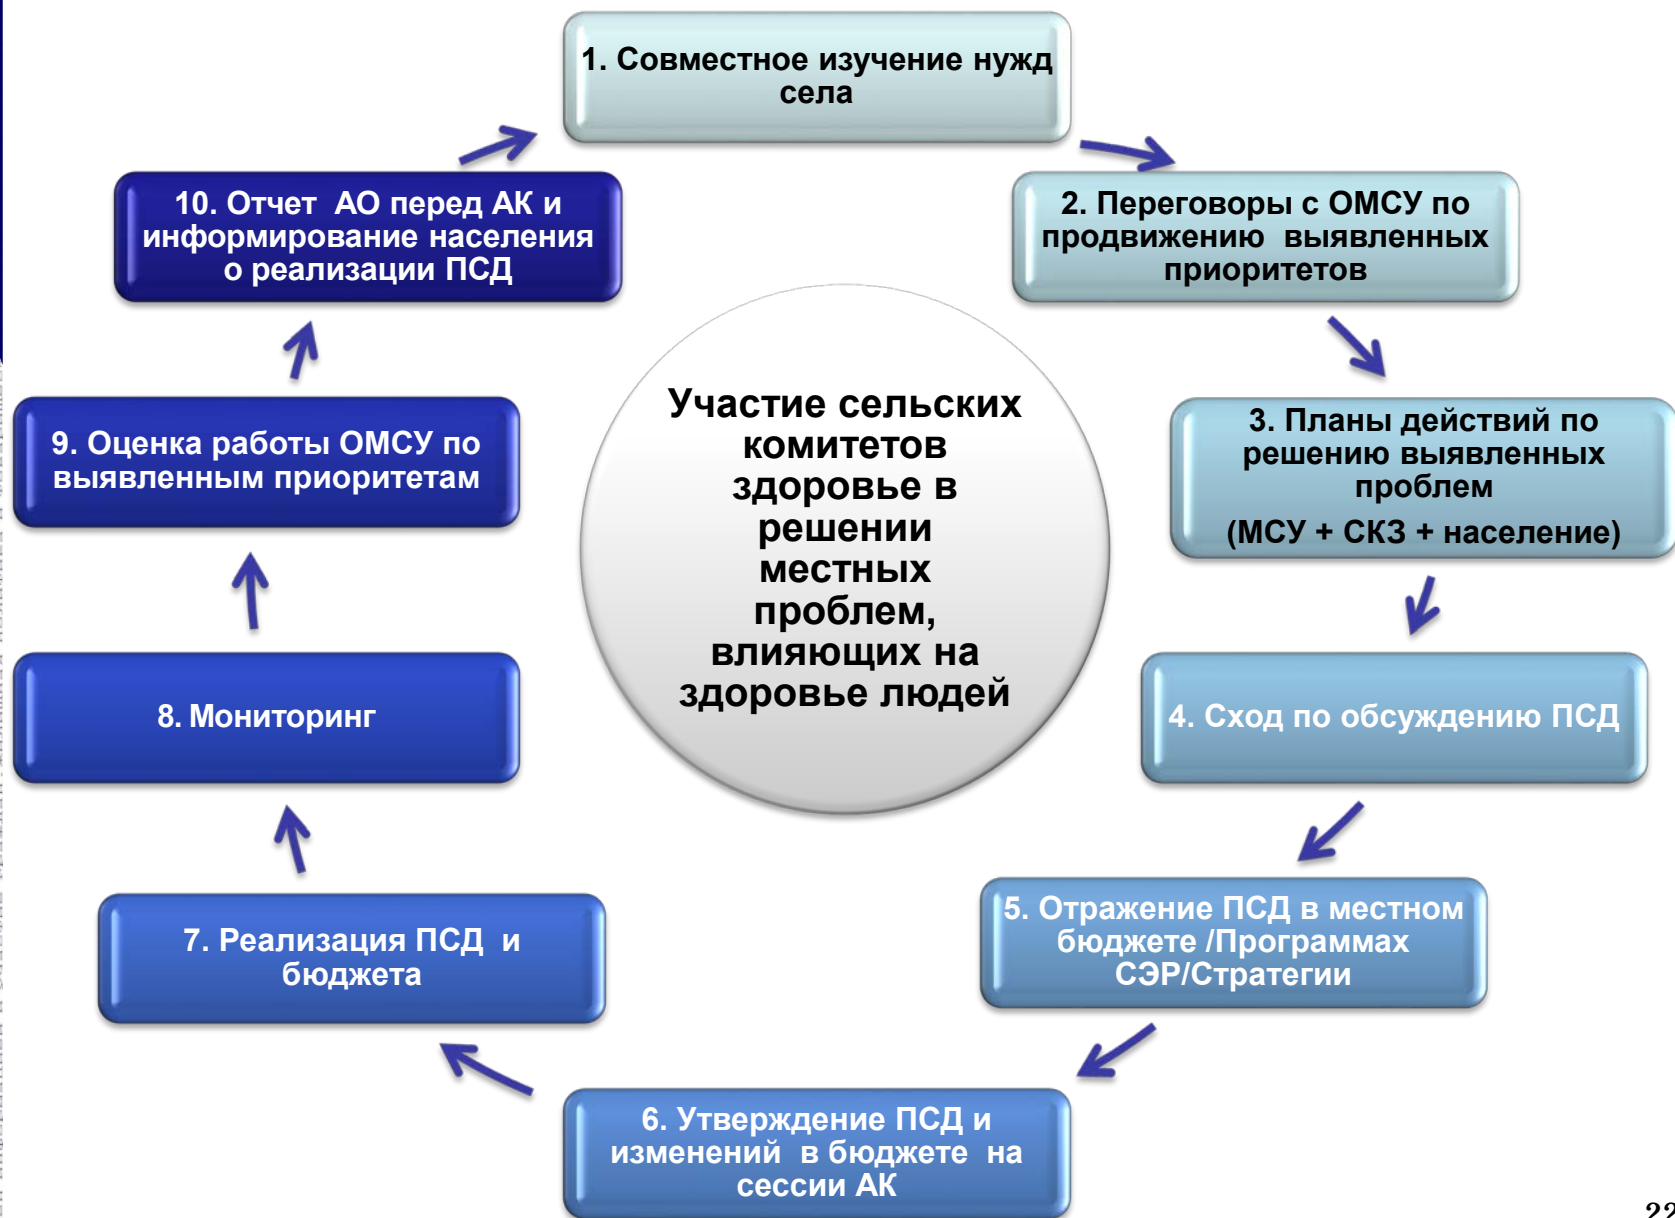 1. Совместное изучение нужд
села
10. Отчет АО перед АК и
информирование населения
о реализации ПСД
2. Переговоры с ОМСУ по
продвижению выявленных
приоритетов
Участие сельских
комитетов
здоровье в
решении
местных
проблем,
влияющих на
здоровье людей
9. Оценка работы ОМСУ по
выявленным приоритетам
3. Планы действий по
решению выявленных
проблем
(МСУ + СКЗ + население)
8. Мониторинг
4. Сход по обсуждению ПСД
7. Реализация ПСД и
бюджета
5. Отражение ПСД в местном
бюджете /Программах
СЭР/Стратегии
6. Утверждение ПСД и
изменений в бюджете на
сессии АК
22